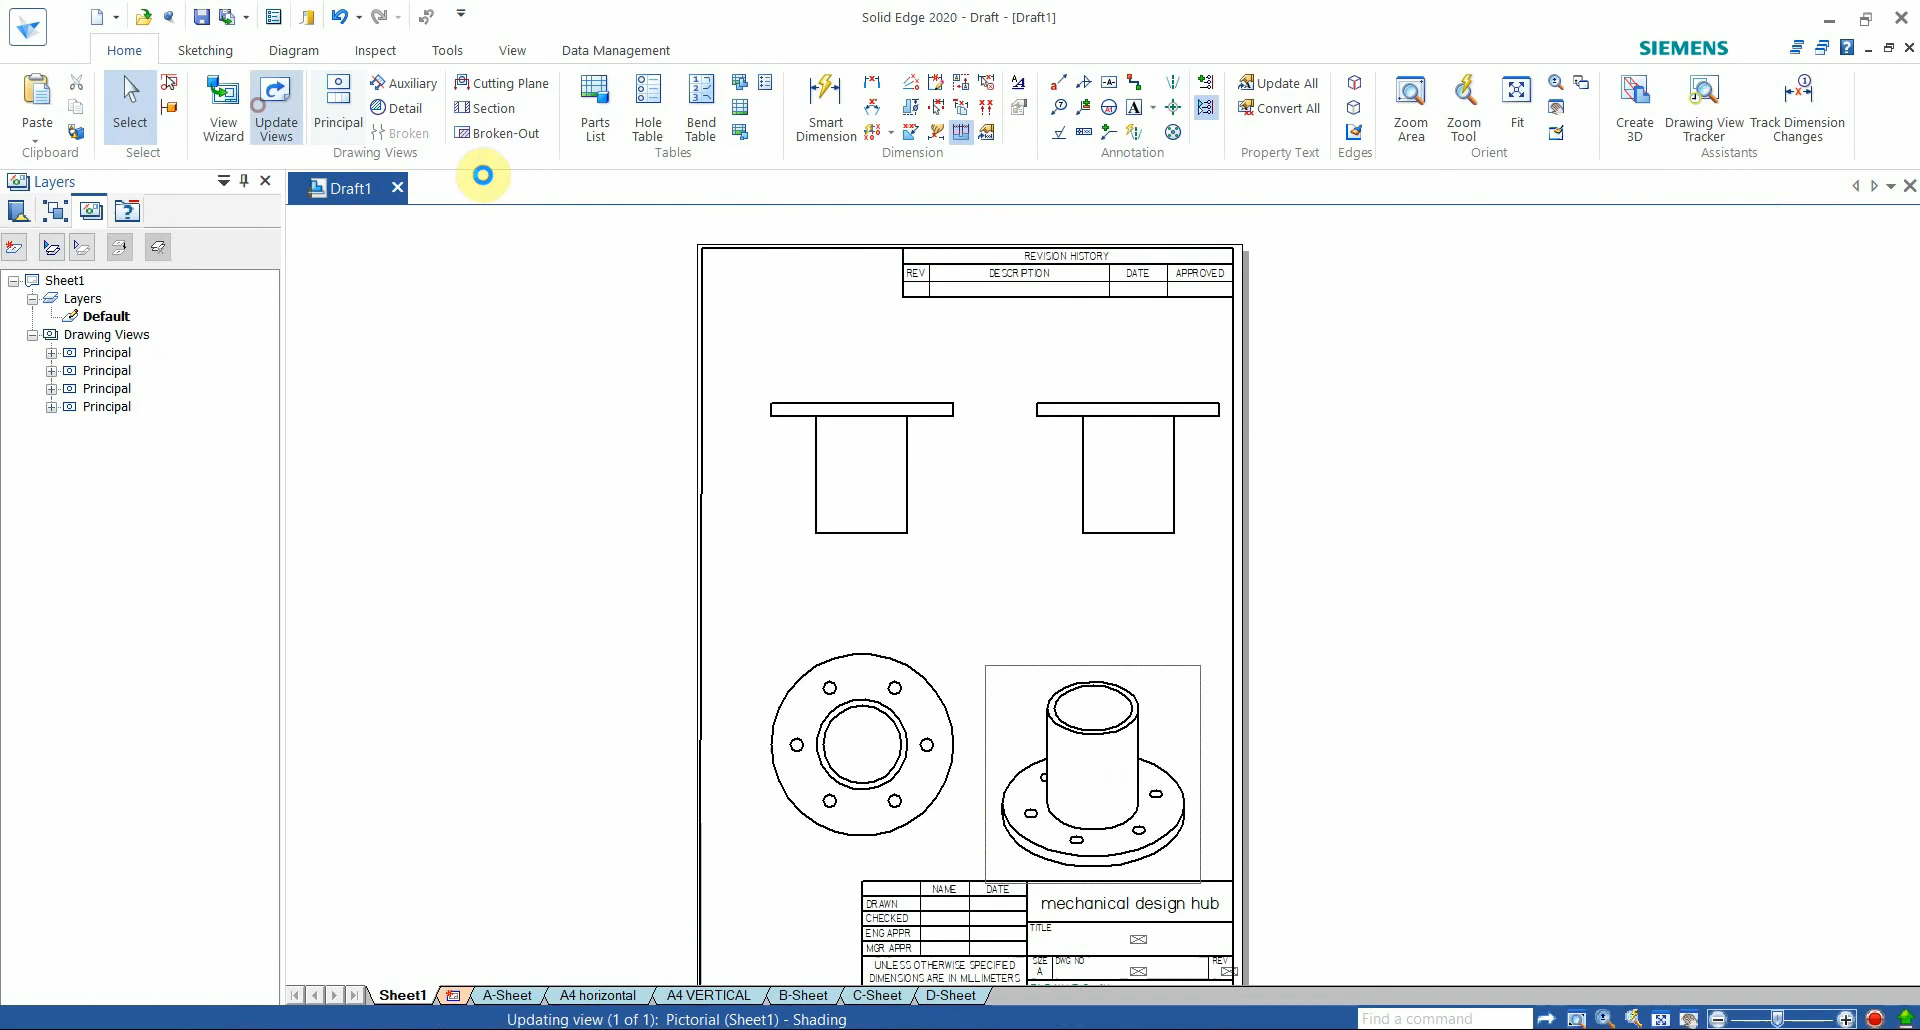 Solid Edge 2020 - Draft - [Draft1]
Home Sketching Diagram Inspect Tools View Data Management
SIEMENS
Paste
Clipboard
Select
Select
View Wizard
Update Views
Principal
Auxiliary
Detail
Broken
Cutting Plane
Section
Broken-Out
Drawing Views
Parts List
Hole Table
Bend Table
Tables
Smart Dimension
Dimension
Annotation
Update All
Convert All
Property Text
Edges
Zoom Area
Zoom Tool
Fit
Orient
Create 3D
Drawing View Tracker
Track Dimension Changes
Assistants
Layers
Draft1
Sheet1
Layers
Default
Drawing Views
Principal
Principal
Principal
Principal
REVISION HISTORY
REV DESCRIPTION DATE APPROVED
NAME DATE
DRAWN
CHECKED
ENG APPR
MGR APPR
mechanical design hub
TITLE
UNLESS OTHERWISE SPECIFIED
DIMENSIONS ARE IN MILLIMETERS
SIZE
A
DWG NO
REV
Sheet1 A-Sheet A4 horizontal A4 VERTICAL B-Sheet C-Sheet D-Sheet
Updating view (1 of 1): Pictorial (Sheet1) - Shading
Find a command